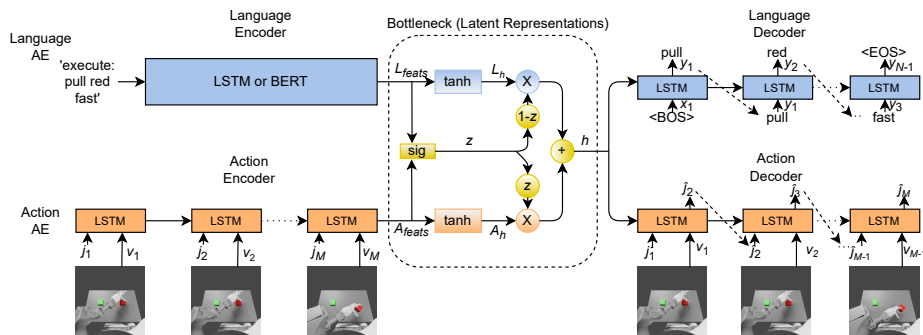 Language
AE
Language
Encoder
'execute:
pull red
fast'
LSTM or BERT
Bottleneck (Latent Representations)
L_feats
tanh
L_h
X
1-z
sig
z
z
+
h
A_feats
tanh
A_h
X
Language
Decoder
pull
red
<EOS>
y_1
y_2
y_N-1
LSTM
LSTM
LSTM
x_1
y_1
y_3
<BOS>
pull
fast
Action
AE
Action
Encoder
LSTM
LSTM
LSTM
j_1
v_1
j_2
v_2
j_M
v_M
Action
Decoder
ĵ_2
ĵ_3
ĵ_M
LSTM
LSTM
LSTM
j_1
v_1
j_2
v_2
j_M-1
v_M-1